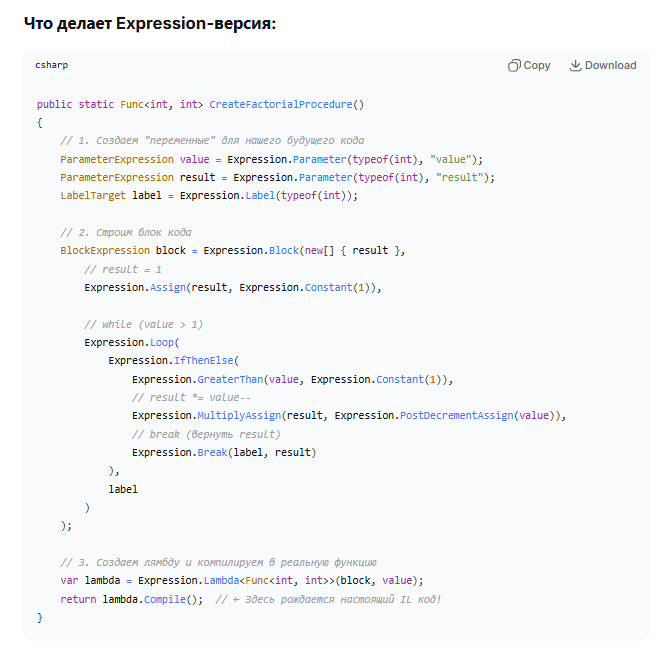 Что делает Expression-версия:
csharp
Copy
Download
public static Func<int, int> CreateFactorialProcedure()
{
    // 1. Создаем "переменные" для нашего будущего кода
    ParameterExpression value = Expression.Parameter(typeof(int), "value");
    ParameterExpression result = Expression.Parameter(typeof(int), "result");
    LabelTarget label = Expression.Label(typeof(int));

    // 2. Строим блок кода
    BlockExpression block = Expression.Block(new[] { result },
        // result = 1
        Expression.Assign(result, Expression.Constant(1)),

        // while (value > 1)
        Expression.Loop(
            Expression.IfThenElse(
                Expression.GreaterThan(value, Expression.Constant(1)),
                // result *= value--
                Expression.MultiplyAssign(result, Expression.PostDecrementAssign(value)),
                // break (вернуть result)
                Expression.Break(label, result)
            ),
            label
        )
    );

    // 3. Создаем лямбду и компилируем в реальную функцию
    var lambda = Expression.Lambda<Func<int, int>>(block, value);
    return lambda.Compile();  // ← Здесь рождается настоящий IL код!
}